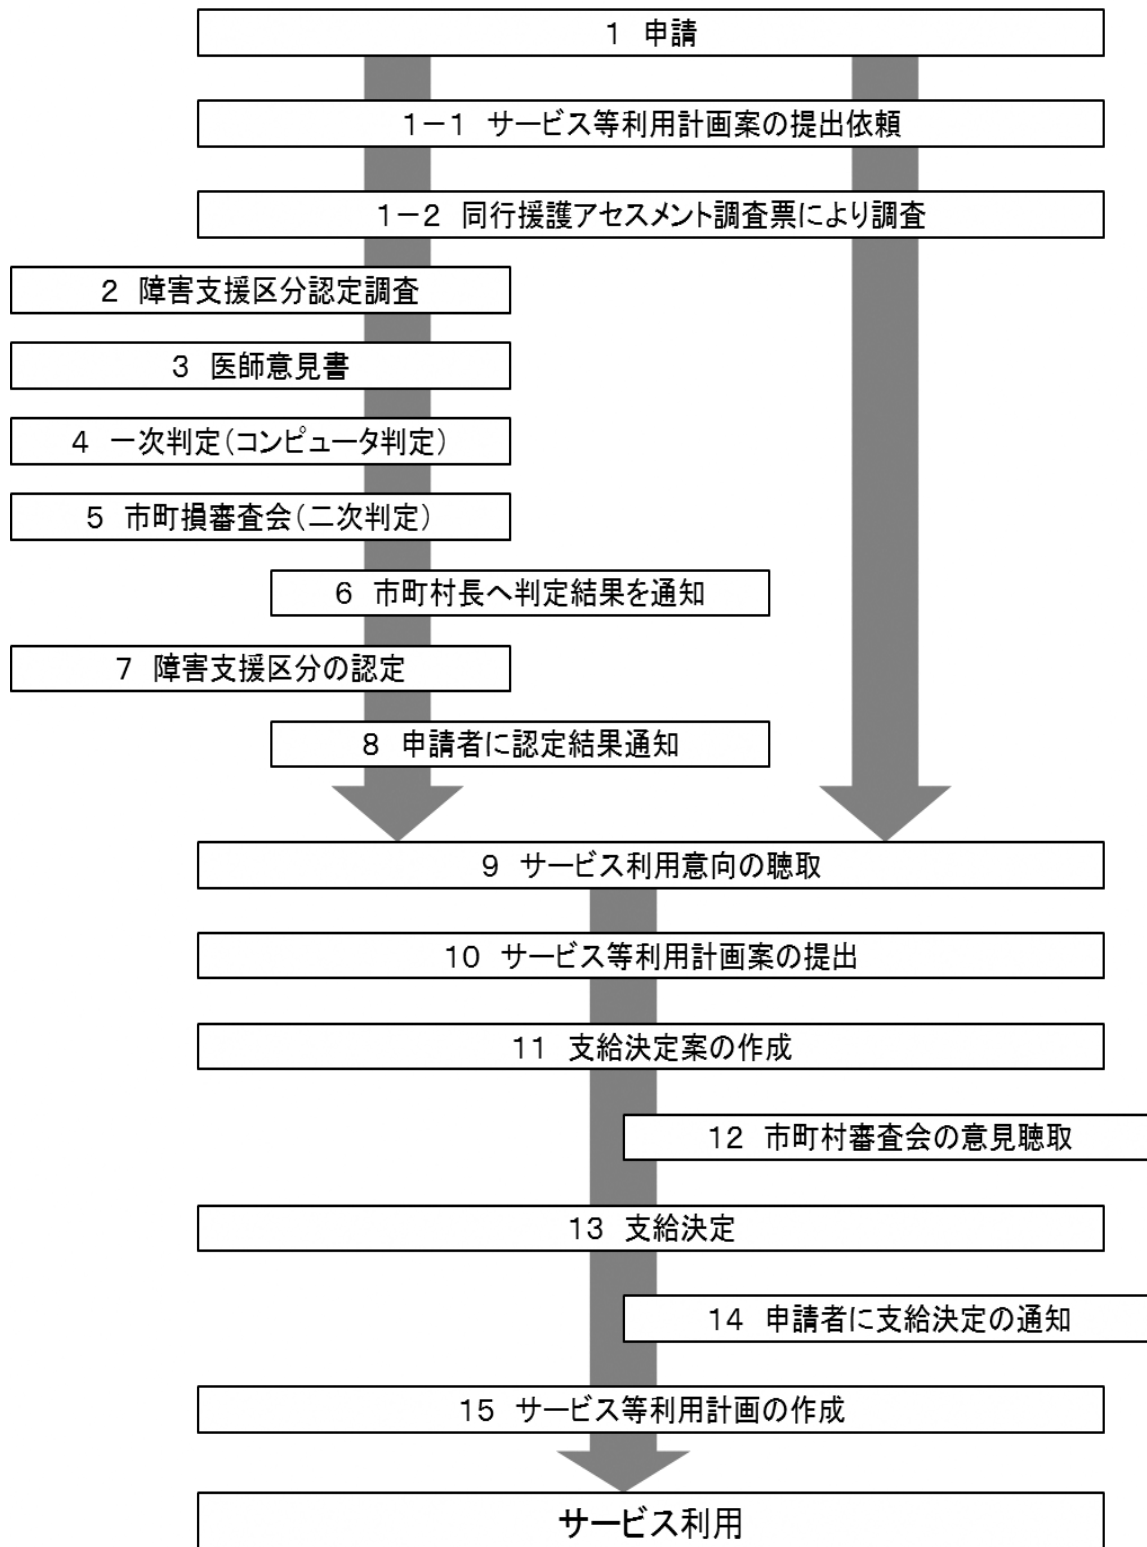 1 申請
1-1 サービス等利用計画案の提出依頼
1-2 同行援護アセスメント調査票により調査
2 障害支援区分認定調査
3 医師意見書
4 一次判定(コンピュータ判定)
5 市町損審査会(二次判定)
6 市町村長へ判定結果を通知
7 障害支援区分の認定
8 申請者に認定結果通知
9 サービス利用意向の聴取
10 サービス等利用計画案の提出
11 支給決定案の作成
12 市町村審査会の意見聴取
13 支給決定
14 申請者に支給決定の通知
15 サービス等利用計画の作成
サービス利用